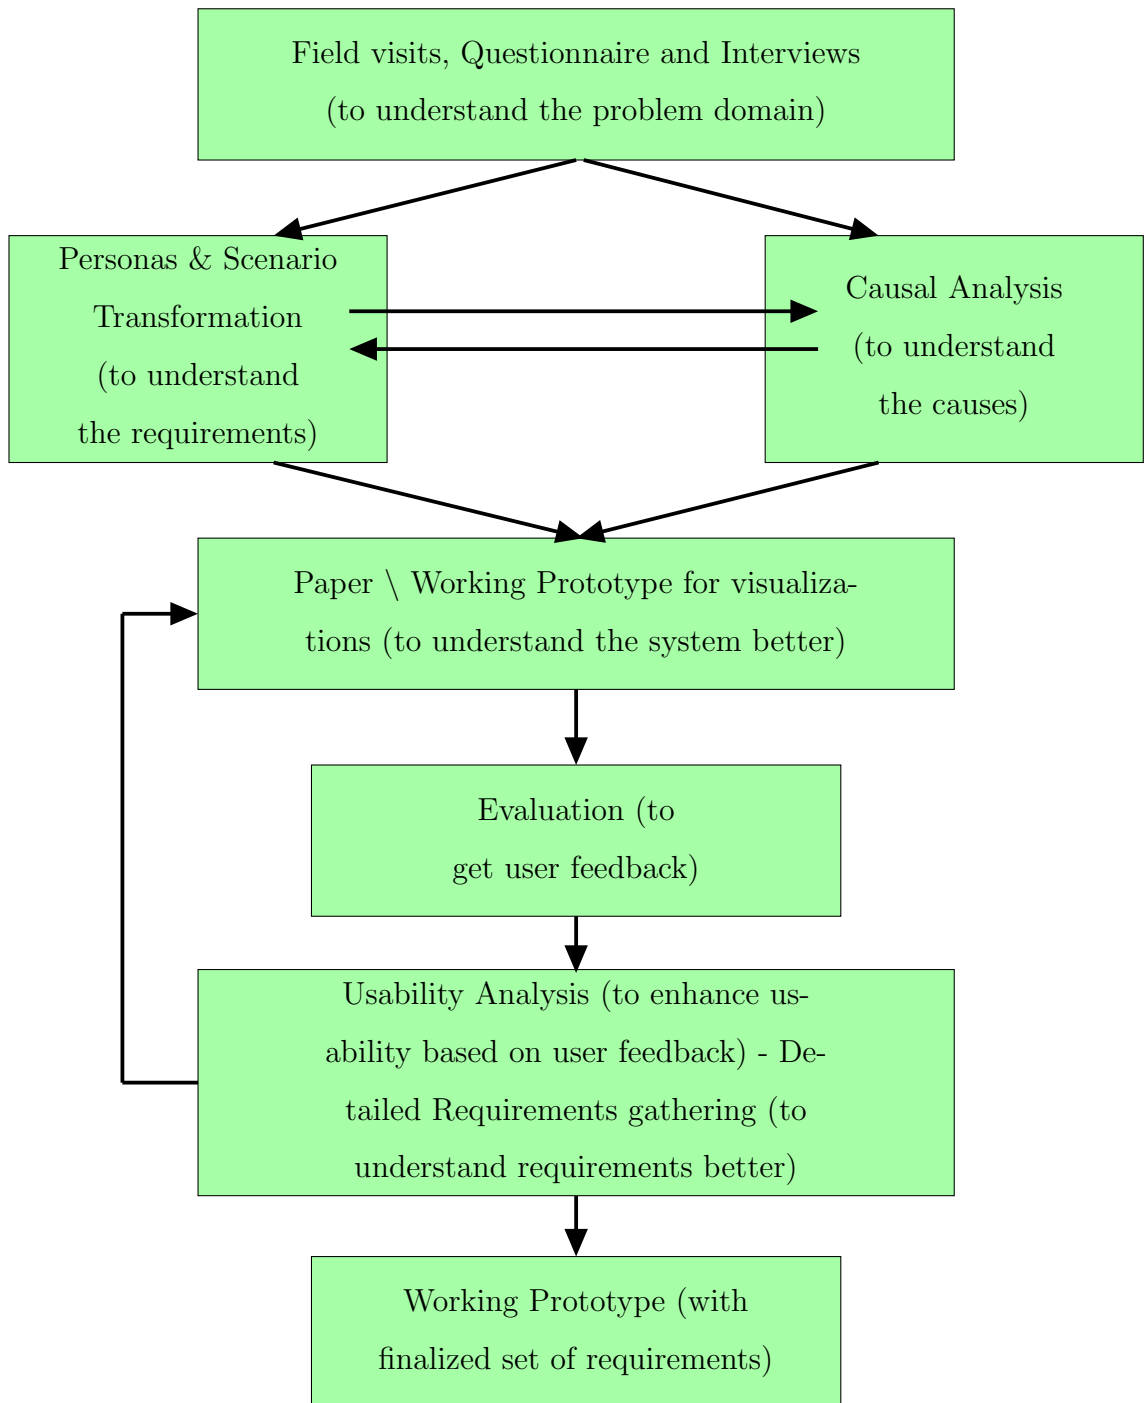 Field visits, Questionnaire and Interviews
(to understand the problem domain)
Personas & Scenario
Transformation
(to understand
the requirements)
Causal Analysis
(to understand
the causes)
Paper \ Working Prototype for visualiza-
tions (to understand the system better)
Evaluation (to
get user feedback)
Usability Analysis (to enhance us-
ability based on user feedback) - De-
tailed Requirements gathering (to
understand requirements better)
Working Prototype (with
finalized set of requirements)